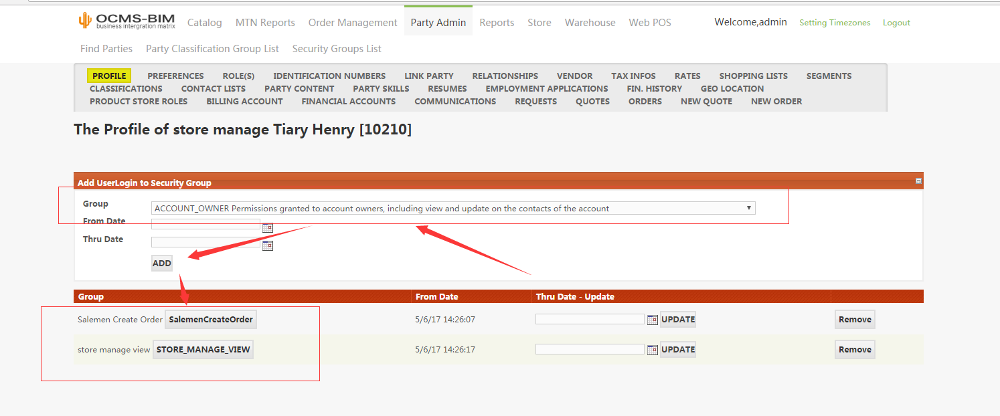 OCMS-BIM
business intergration matrix
Catalog MTN Reports Order Management Party Admin Reports Store Warehouse Web POS
Welcome,admin Setting Timezones Logout
Find Parties Party Classification Group List Security Groups List
PROFILE PREFERENCES ROLE(S) IDENTIFICATION NUMBERS LINK PARTY RELATIONSHIPS VENDOR TAX INFOS RATES SHOPPING LISTS SEGMENTS
CLASSIFICATIONS CONTACT LISTS PARTY CONTENT PARTY SKILLS RESUMES EMPLOYMENT APPLICATIONS FIN. HISTORY GEO LOCATION
PRODUCT STORE ROLES BILLING ACCOUNT FINANCIAL ACCOUNTS COMMUNICATIONS REQUESTS QUOTES ORDERS NEW QUOTE NEW ORDER
The Profile of store manage Tiary Henry [10210]
Add UserLogin to Security Group
Group ACCOUNT_OWNER Permissions granted to account owners, including view and update on the contacts of the account
From Date
Thru Date
ADD
Group From Date Thru Date - Update
Salemen Create Order SalemenCreateOrder 5/6/17 14:26:07 UPDATE Remove
store manage view STORE_MANAGE_VIEW 5/6/17 14:26:17 UPDATE Remove